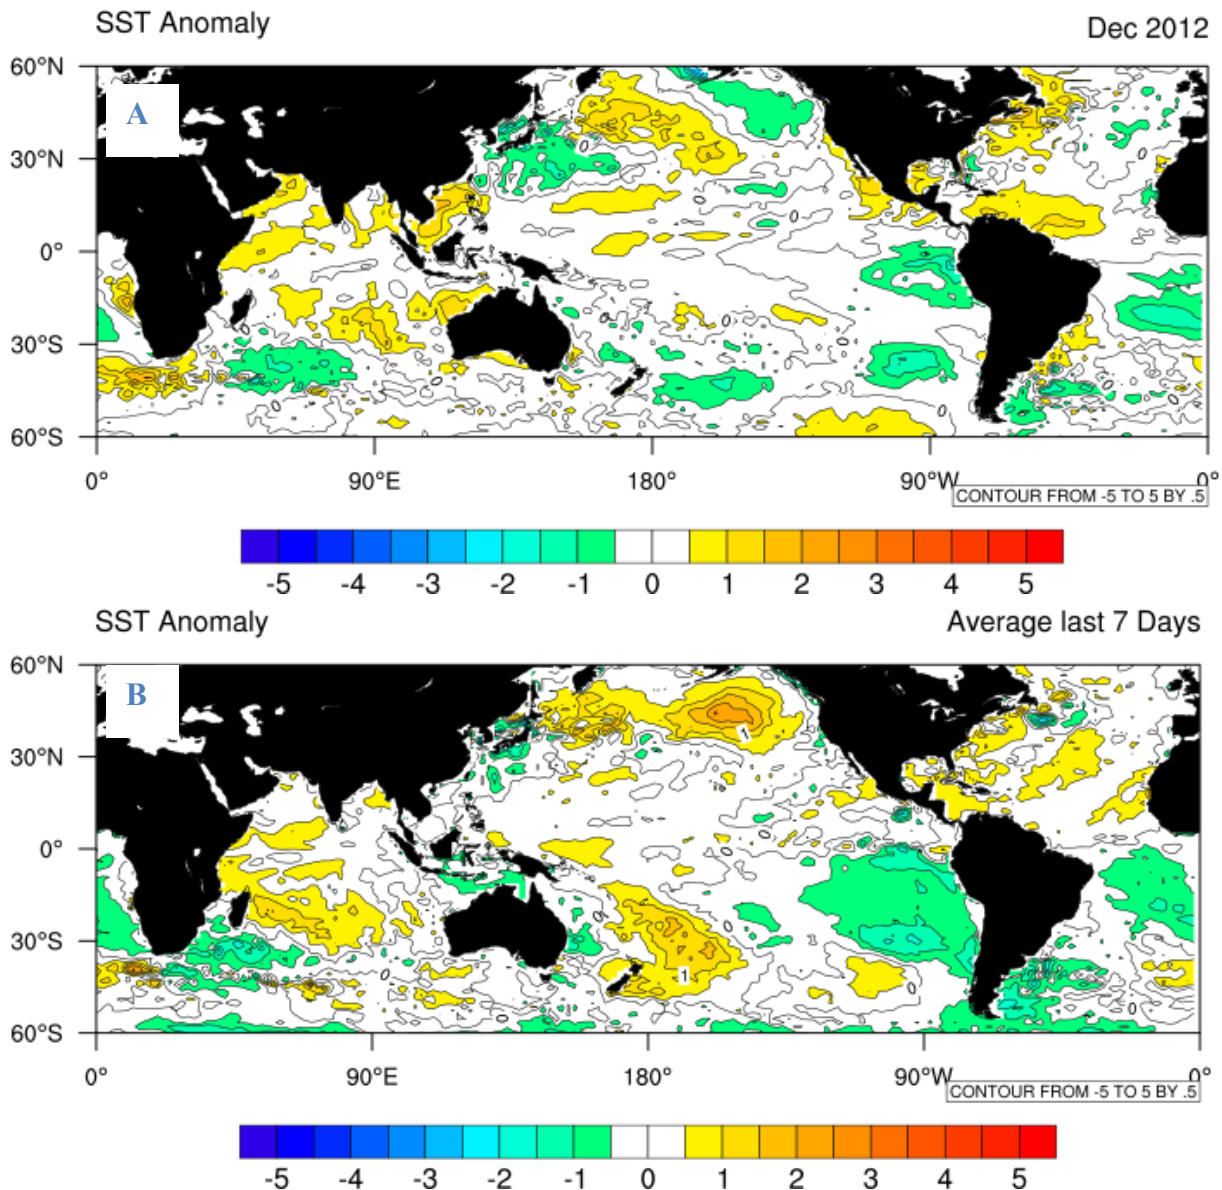 SST Anomaly Dec 2012
60°N
A
30°N
0°
30°S
60°S
0° 90°E 180° 90°W 0°
CONTOUR FROM -5 TO 5 BY .5
-5 -4 -3 -2 -1 0 1 2 3 4 5
SST Anomaly Average last 7 Days
60°N
B
30°N
1
0°
30°S
1
60°S
0° 90°E 180° 90°W 0°
CONTOUR FROM -5 TO 5 BY .5
-5 -4 -3 -2 -1 0 1 2 3 4 5